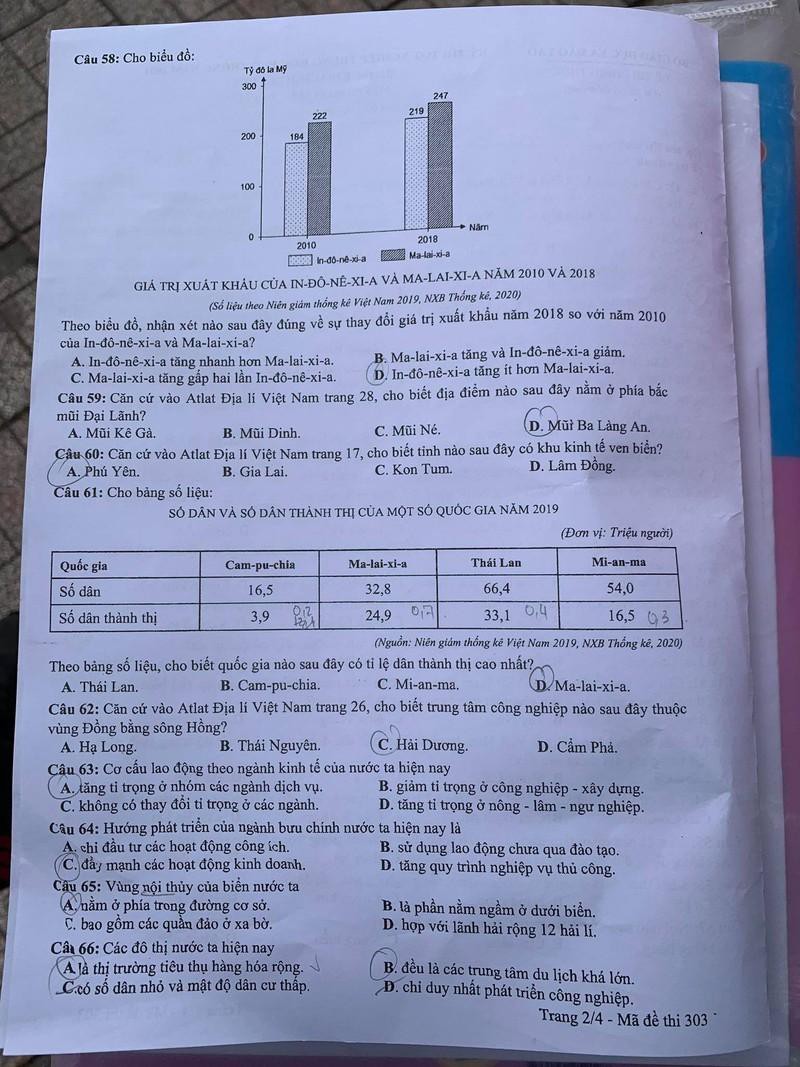 Câu 58: Cho biểu đồ:
Tỷ đô la Mỹ
300
200
100
0
184
222
219
247
2010
2018
Năm
In-đô-nê-xi-a
Ma-lai-xi-a
GIÁ TRỊ XUẤT KHẨU CỦA IN-ĐÔ-NÊ-XI-A VÀ MA-LAI-XI-A NĂM 2010 VÀ 2018
(Số liệu theo Niên giám thống kê Việt Nam 2019, NXB Thống kê, 2020)
Theo biểu đồ, nhận xét nào sau đây đúng về sự thay đổi giá trị xuất khẩu năm 2018 so với năm 2010
của In-đô-nê-xi-a và Ma-lai-xi-a?
A. In-đô-nê-xi-a tăng nhanh hơn Ma-lai-xi-a. B. Ma-lai-xi-a tăng và In-đô-nê-xi-a giảm.
C. Ma-lai-xi-a tăng gấp hai lần In-đô-nê-xi-a. D. In-đô-nê-xi-a tăng ít hơn Ma-lai-xi-a.
Câu 59: Căn cứ vào Atlat Địa lí Việt Nam trang 28, cho biết địa điểm nào sau đây nằm ở phía bắc
mũi Đại Lãnh?
A. Mũi Kê Gà. B. Mũi Dinh. C. Mũi Né. D. Mũi Ba Làng An.
Câu 60: Căn cứ vào Atlat Địa lí Việt Nam trang 17, cho biết tỉnh nào sau đây có khu kinh tế ven biển?
A. Phú Yên. B. Gia Lai. C. Kon Tum. D. Lâm Đồng.
Câu 61: Cho bảng số liệu:
SỐ DÂN VÀ SỐ DÂN THÀNH THỊ CỦA MỘT SỐ QUỐC GIA NĂM 2019
(Đơn vị: Triệu người)
Quốc gia Cam-pu-chia Ma-lai-xi-a Thái Lan Mi-an-ma
Số dân 16,5 32,8 66,4 54,0
Số dân thành thị 3,9 0,2 24,9 0,7 33,1 0,4 16,5 0,3
(Nguồn: Niên giám thống kê Việt Nam 2019, NXB Thống kê, 2020)
Theo bảng số liệu, cho biết quốc gia nào sau đây có tỉ lệ dân thành thị cao nhất?
A. Thái Lan. B. Cam-pu-chia. C. Mi-an-ma. D. Ma-lai-xi-a.
Câu 62: Căn cứ vào Atlat Địa lí Việt Nam trang 26, cho biết trung tâm công nghiệp nào sau đây thuộc
vùng Đồng bằng sông Hồng?
A. Hạ Long. B. Thái Nguyên. C. Hải Dương. D. Cẩm Phả.
Câu 63: Cơ cấu lao động theo ngành kinh tế của nước ta hiện nay
A. tăng tỉ trọng ở nhóm các ngành dịch vụ. B. giảm tỉ trọng ở công nghiệp - xây dựng.
C. không có thay đổi tỉ trọng ở các ngành. D. tăng tỉ trọng ở nông - lâm - ngư nghiệp.
Câu 64: Hướng phát triển của ngành bưu chính nước ta hiện nay là
A. chỉ đầu tư các hoạt động công ích. B. sử dụng lao động chưa qua đào tạo.
C. đẩy mạnh các hoạt động kinh doanh. D. tăng quy trình nghiệp vụ thủ công.
Câu 65: Vùng nội thủy của biển nước ta
A. nằm ở phía trong đường cơ sở. B. là phần nằm ngầm ở dưới biển.
C. bao gồm các quần đảo ở xa bờ. D. hợp với lãnh hải rộng 12 hải lí.
Câu 66: Các đô thị nước ta hiện nay
A. là thị trường tiêu thụ hàng hóa rộng. B. đều là các trung tâm du lịch khá lớn.
C. có số dân nhỏ và mật độ dân cư thấp. D. chỉ duy nhất phát triển công nghiệp.
Trang 2/4 - Mã đề thi 303